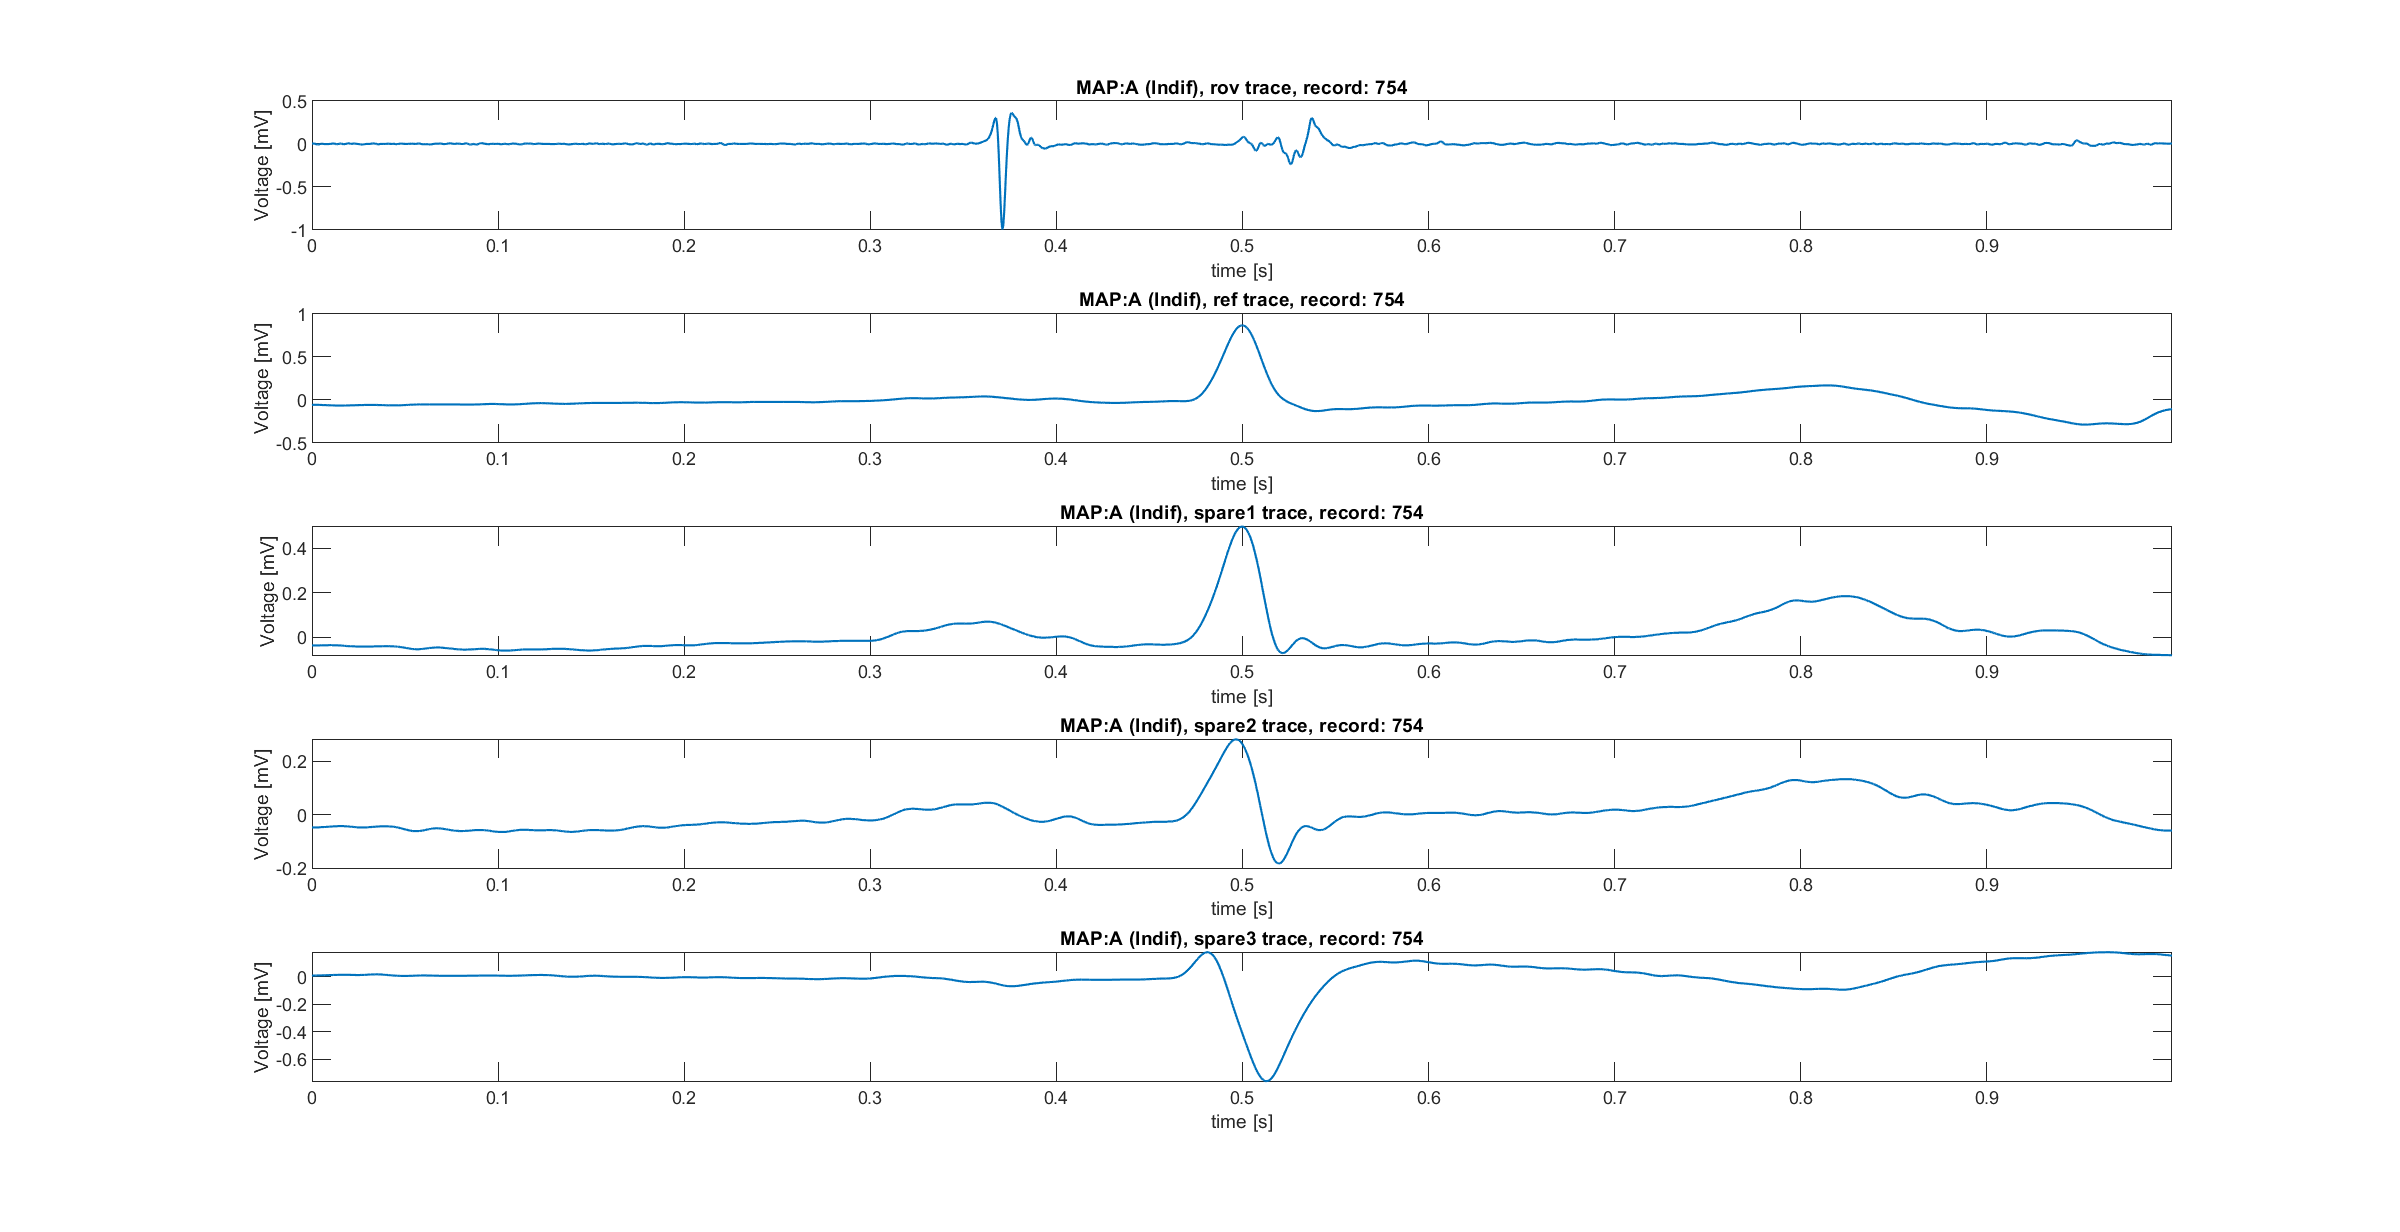 MAP:A (Indif), rov trace, record: 754
Voltage [mV]
0.5
0
-0.5
-1
0 0.1 0.2 0.3 0.4 0.5 0.6 0.7 0.8 0.9
time [s]
MAP:A (Indif), ref trace, record: 754
Voltage [mV]
1
0.5
0
-0.5
0 0.1 0.2 0.3 0.4 0.5 0.6 0.7 0.8 0.9
time [s]
MAP:A (Indif), spare1 trace, record: 754
Voltage [mV]
0.4
0.2
0
0 0.1 0.2 0.3 0.4 0.5 0.6 0.7 0.8 0.9
time [s]
MAP:A (Indif), spare2 trace, record: 754
Voltage [mV]
0.2
0
-0.2
0 0.1 0.2 0.3 0.4 0.5 0.6 0.7 0.8 0.9
time [s]
MAP:A (Indif), spare3 trace, record: 754
Voltage [mV]
0
-0.2
-0.4
-0.6
0 0.1 0.2 0.3 0.4 0.5 0.6 0.7 0.8 0.9
time [s]